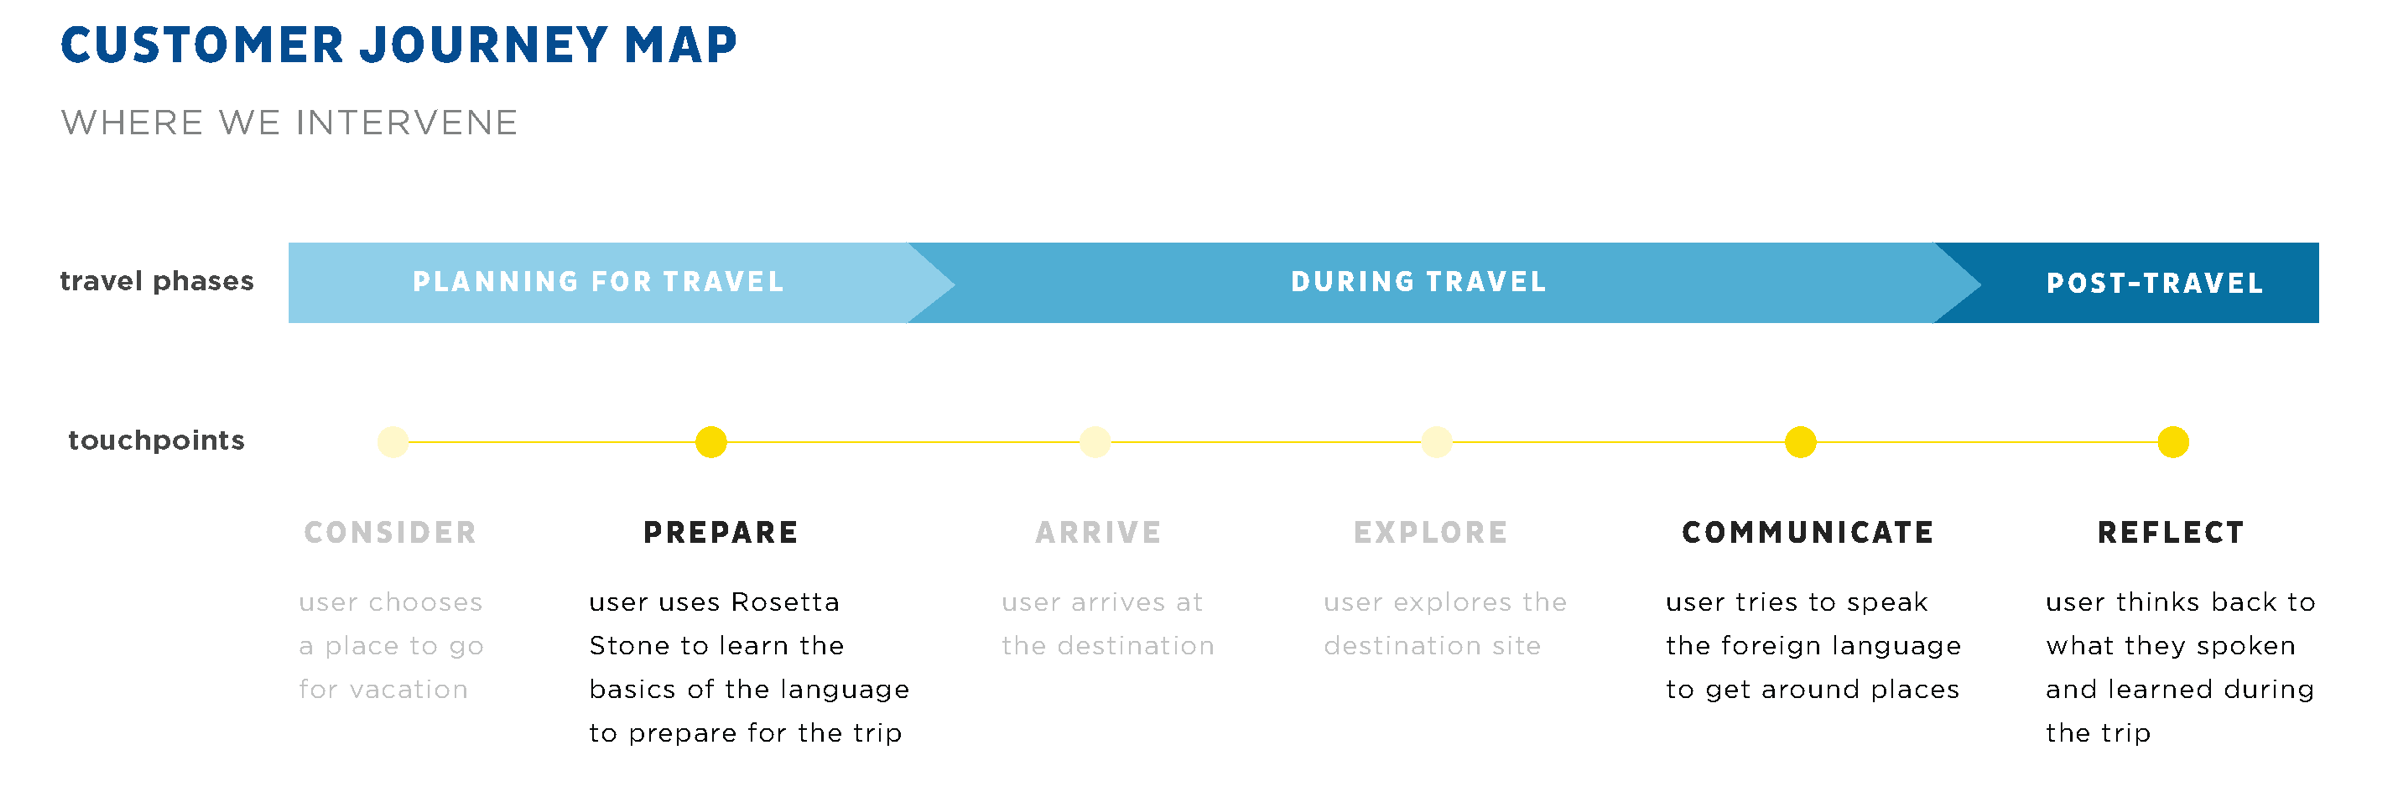 CUSTOMER JOURNEY MAP
WHERE WE INTERVENE
travel phases
PLANNING FOR TRAVEL
DURING TRAVEL
POST-TRAVEL
touchpoints
CONSIDER
user chooses
a place to go
for vacation
PREPARE
user uses Rosetta
Stone to learn the
basics of the language
to prepare for the trip
ARRIVE
user arrives at
the destination
EXPLORE
user explores the
destination site
COMMUNICATE
user tries to speak
the foreign language
to get around places
REFLECT
user thinks back to
what they spoken
and learned during
the trip